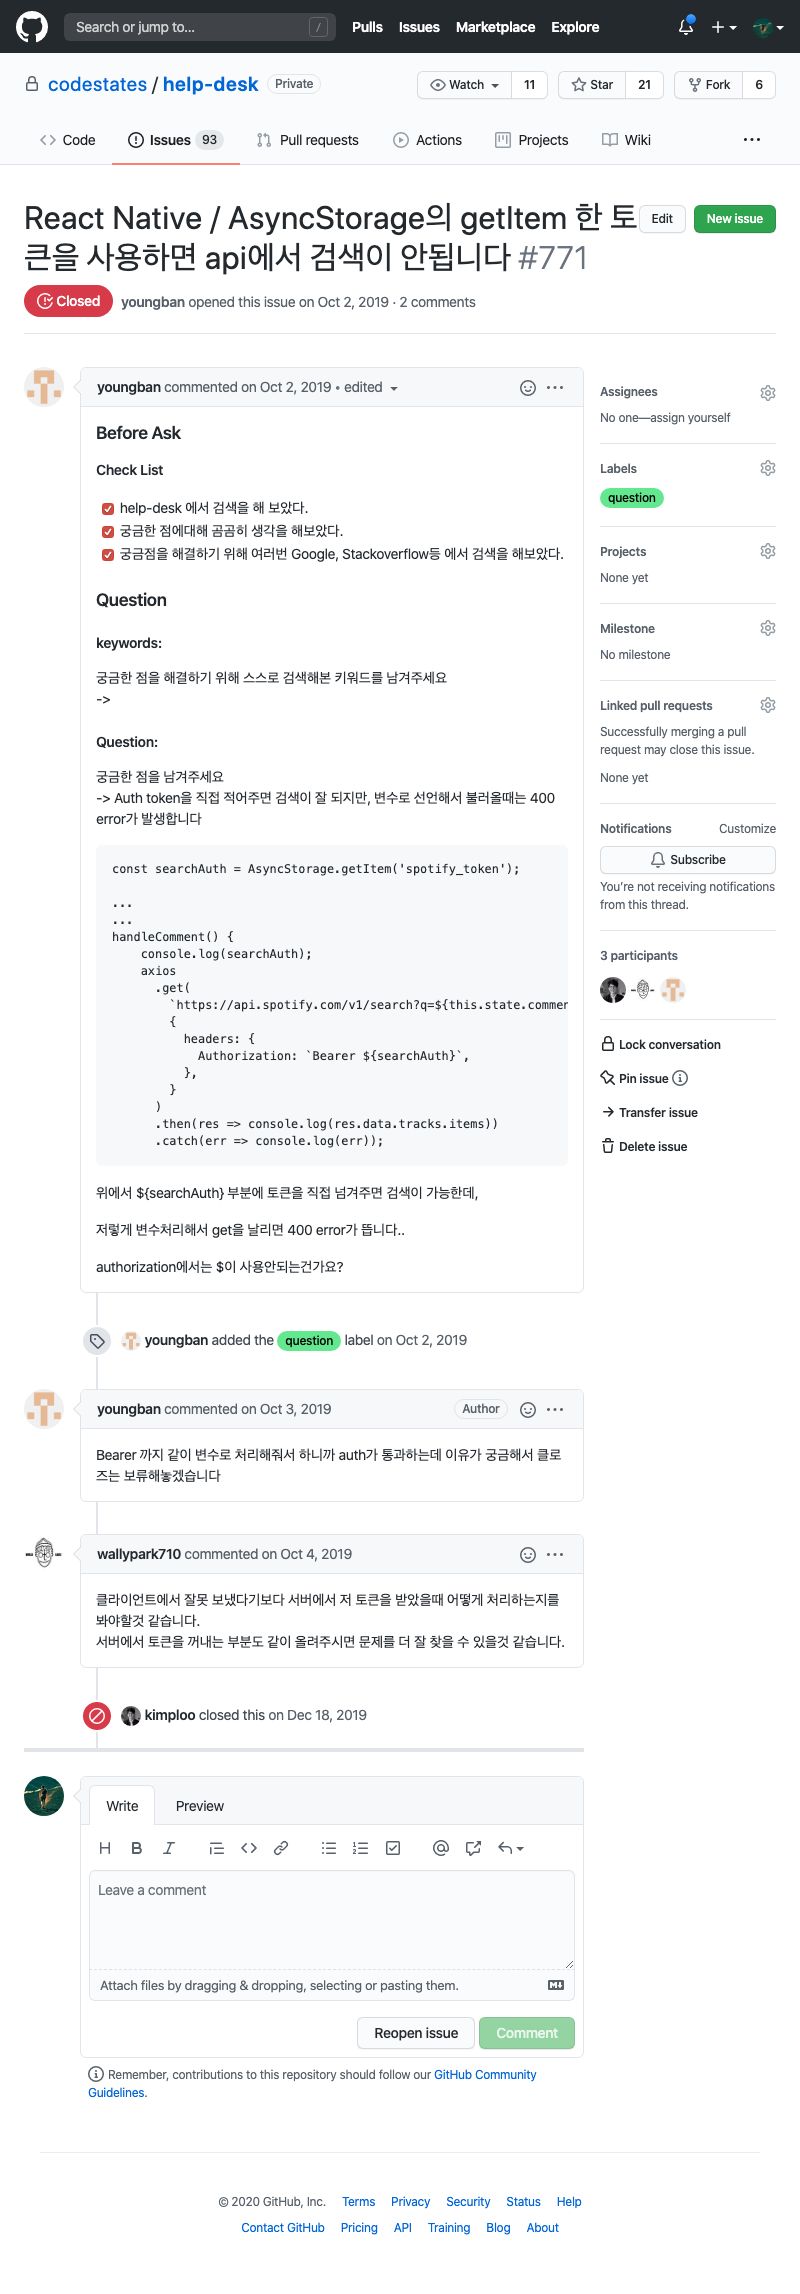 Search or jump to... /
Pulls Issues Marketplace Explore
codestates / help-desk Private
Watch 11 Star 21 Fork 6
Code Issues 93 Pull requests Actions Projects Wiki
React Native / AsyncStorage의 getItem 한 토
큰을 사용하면 api에서 검색이 안됩니다 #771
Edit New issue
Closed youngban opened this issue on Oct 2, 2019 · 2 comments
youngban commented on Oct 2, 2019 • edited
Before Ask
Check List
help-desk 에서 검색을 해 보았다.
궁금한 점에대해 곰곰히 생각을 해보았다.
궁금점을 해결하기 위해 여러번 Google, Stackoverflow등 에서 검색을 해보았다.
Question
keywords:
궁금한 점을 해결하기 위해 스스로 검색해본 키워드를 남겨주세요
->
Question:
궁금한 점을 남겨주세요
-> Auth token을 직접 적어주면 검색이 잘 되지만, 변수로 선언해서 불러올때는 400
error가 발생합니다
const searchAuth = AsyncStorage.getItem('spotify_token');
...
...
handleComment() {
console.log(searchAuth);
axios
.get(
`https://api.spotify.com/v1/search?q=${this.state.commen
{
headers: {
Authorization: `Bearer ${searchAuth}`,
},
}
)
.then(res => console.log(res.data.tracks.items))
.catch(err => console.log(err));
위에서 ${searchAuth} 부분에 토큰을 직접 넘겨주면 검색이 가능한데,
저렇게 변수처리해서 get을 날리면 400 error가 뜹니다..
authorization에서는 $이 사용안되는건가요?
Assignees
No one—assign yourself
Labels
question
Projects
None yet
Milestone
No milestone
Linked pull requests
Successfully merging a pull
request may close this issue.
None yet
Notifications Customize
Subscribe
You're not receiving notifications
from this thread.
3 participants
Lock conversation
Pin issue
Transfer issue
Delete issue
youngban added the question label on Oct 2, 2019
youngban commented on Oct 3, 2019 Author
Bearer 까지 같이 변수로 처리해줘서 하니까 auth가 통과하는데 이유가 궁금해서 클로
즈는 보류해놓겠습니다
wallypark710 commented on Oct 4, 2019
클라이언트에서 잘못 보냈다기보다 서버에서 저 토큰을 받았을때 어떻게 처리하는지를
봐야할것 같습니다.
서버에서 토큰을 꺼내는 부분도 같이 올려주시면 문제를 더 잘 찾을 수 있을것 같습니다.
kimploo closed this on Dec 18, 2019
Write Preview
Leave a comment
Attach files by dragging & dropping, selecting or pasting them.
Reopen issue Comment
Remember, contributions to this repository should follow our GitHub Community
Guidelines.
© 2020 GitHub, Inc. Terms Privacy Security Status Help
Contact GitHub Pricing API Training Blog About